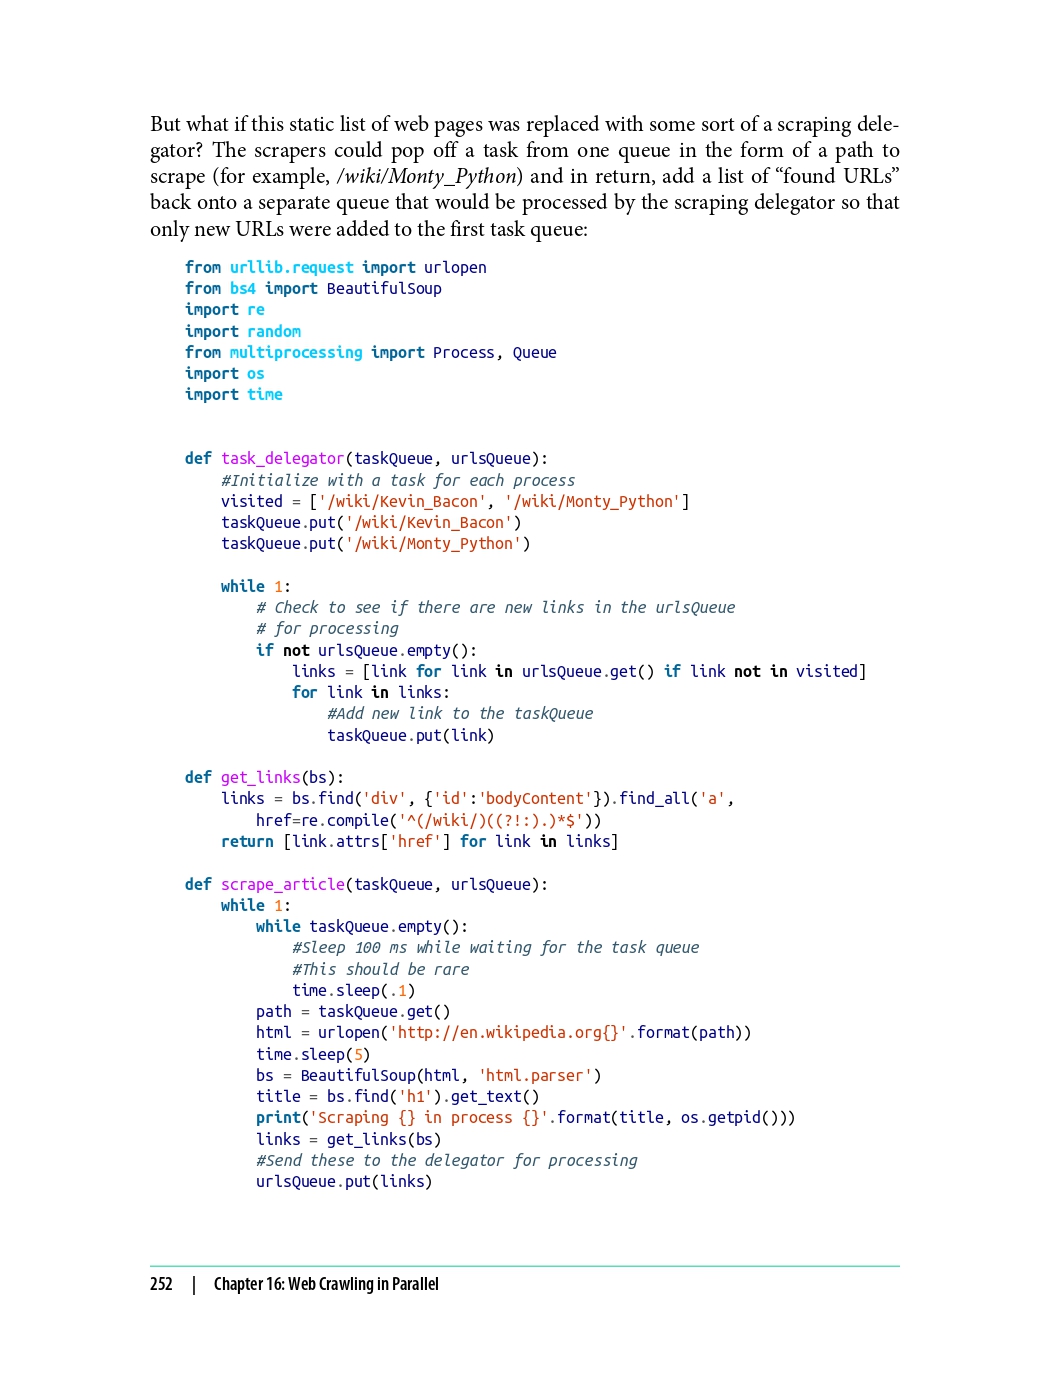 But what if this static list of web pages was replaced with some sort of a scraping dele-
gator? The scrapers could pop off a task from one queue in the form of a path to
scrape (for example, /wiki/Monty_Python) and in return, add a list of “found URLs”
back onto a separate queue that would be processed by the scraping delegator so that
only new URLs were added to the first task queue:
from urllib.request import urlopen
from bs4 import BeautifulSoup
import re
import random
from multiprocessing import Process, Queue
import os
import time
def task_delegator(taskQueue, urlsQueue):
    #Initialize with a task for each process
    visited = ['/wiki/Kevin_Bacon', '/wiki/Monty_Python']
    taskQueue.put('/wiki/Kevin_Bacon')
    taskQueue.put('/wiki/Monty_Python')
    while 1:
        # Check to see if there are new links in the urlsQueue
        # for processing
        if not urlsQueue.empty():
            links = [link for link in urlsQueue.get() if link not in visited]
            for link in links:
                #Add new link to the taskQueue
                taskQueue.put(link)
def get_links(bs):
    links = bs.find('div', {'id':'bodyContent'}).find_all('a',
        href=re.compile('^(/wiki/)((?!:).)*$'))
    return [link.attrs['href'] for link in links]
def scrape_article(taskQueue, urlsQueue):
    while 1:
        while taskQueue.empty():
            #Sleep 100 ms while waiting for the task queue
            #This should be rare
            time.sleep(.1)
        path = taskQueue.get()
        html = urlopen('http://en.wikipedia.org{}'.format(path))
        time.sleep(5)
        bs = BeautifulSoup(html, 'html.parser')
        title = bs.find('h1').get_text()
        print('Scraping {} in process {}'.format(title, os.getpid()))
        links = get_links(bs)
        #Send these to the delegator for processing
        urlsQueue.put(links)
252 | Chapter 16: Web Crawling in Parallel